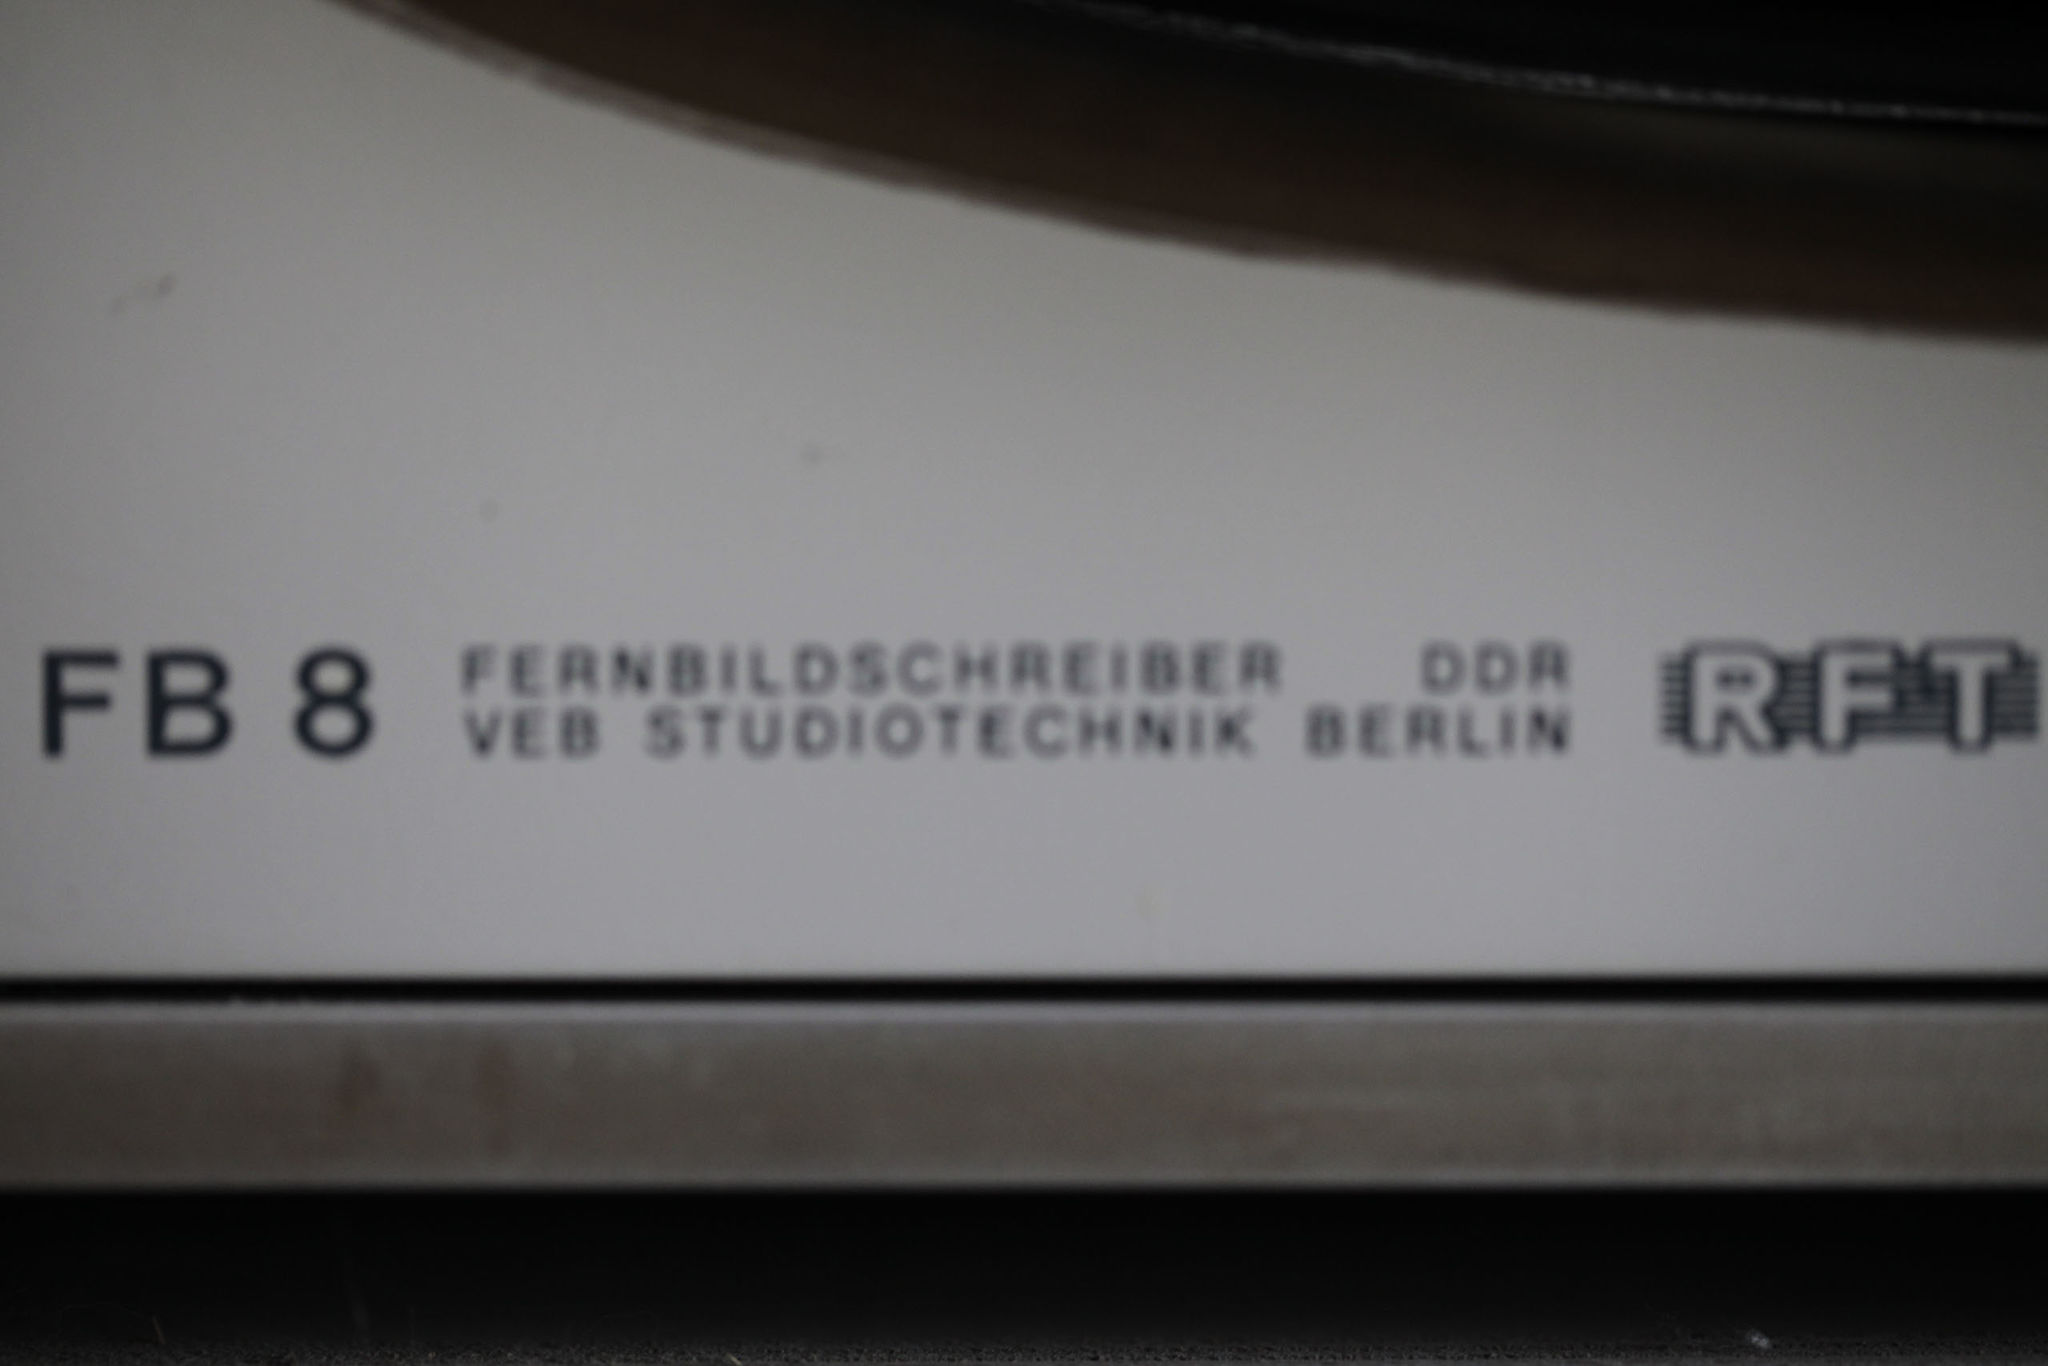 FB 8
FERNBILDSCHREIBER DDR
VEB STUDIOTECHNIK BERLIN
RFT